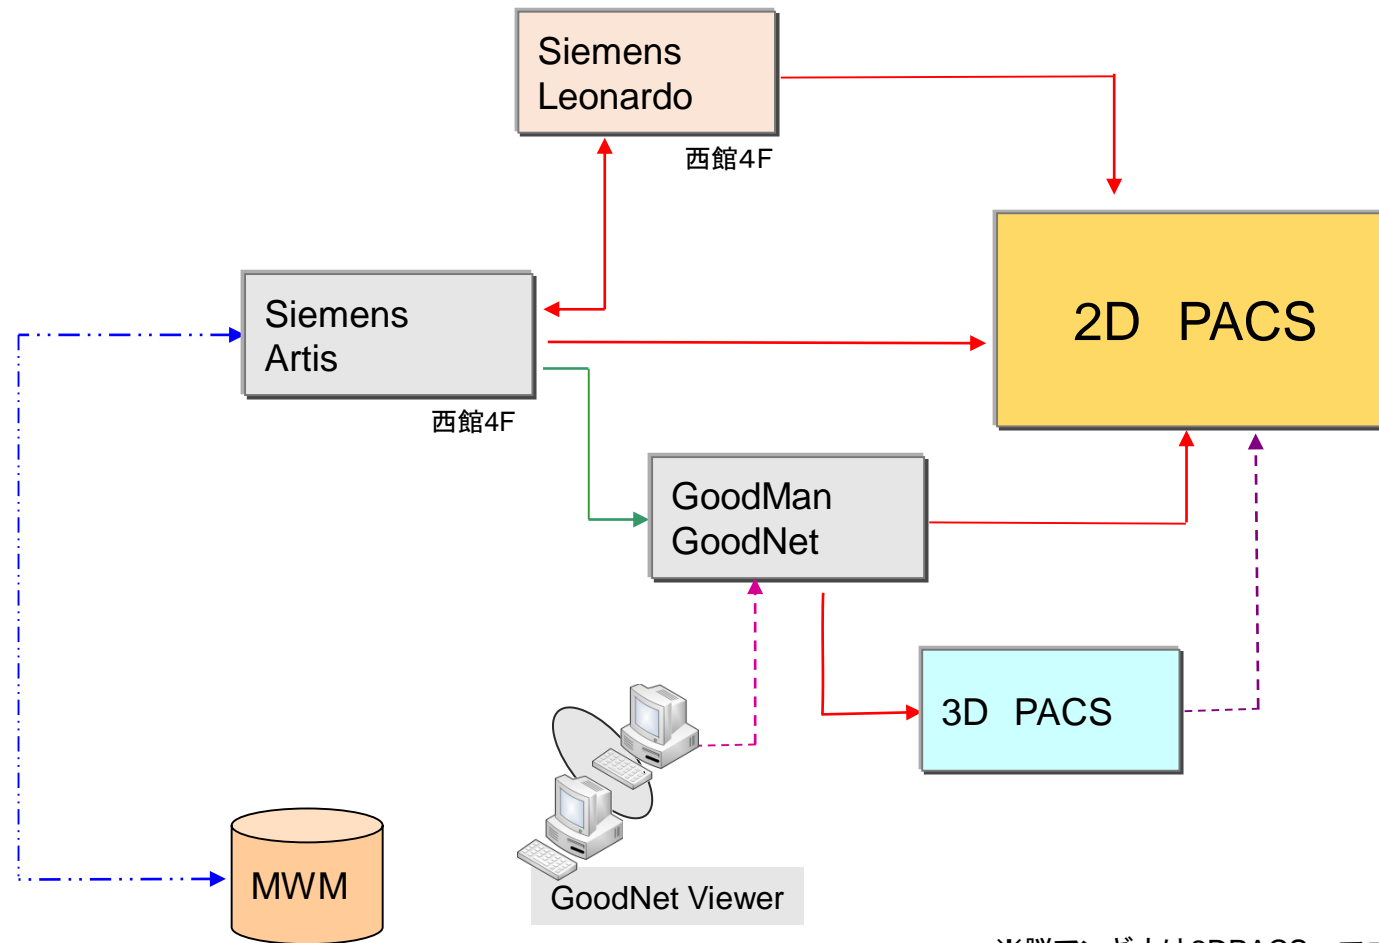 Siemens
Leonardo
西館4F
Siemens
Artis
西館4F
2D PACS
GoodMan
GoodNet
3D PACS
MWM
GoodNet Viewer